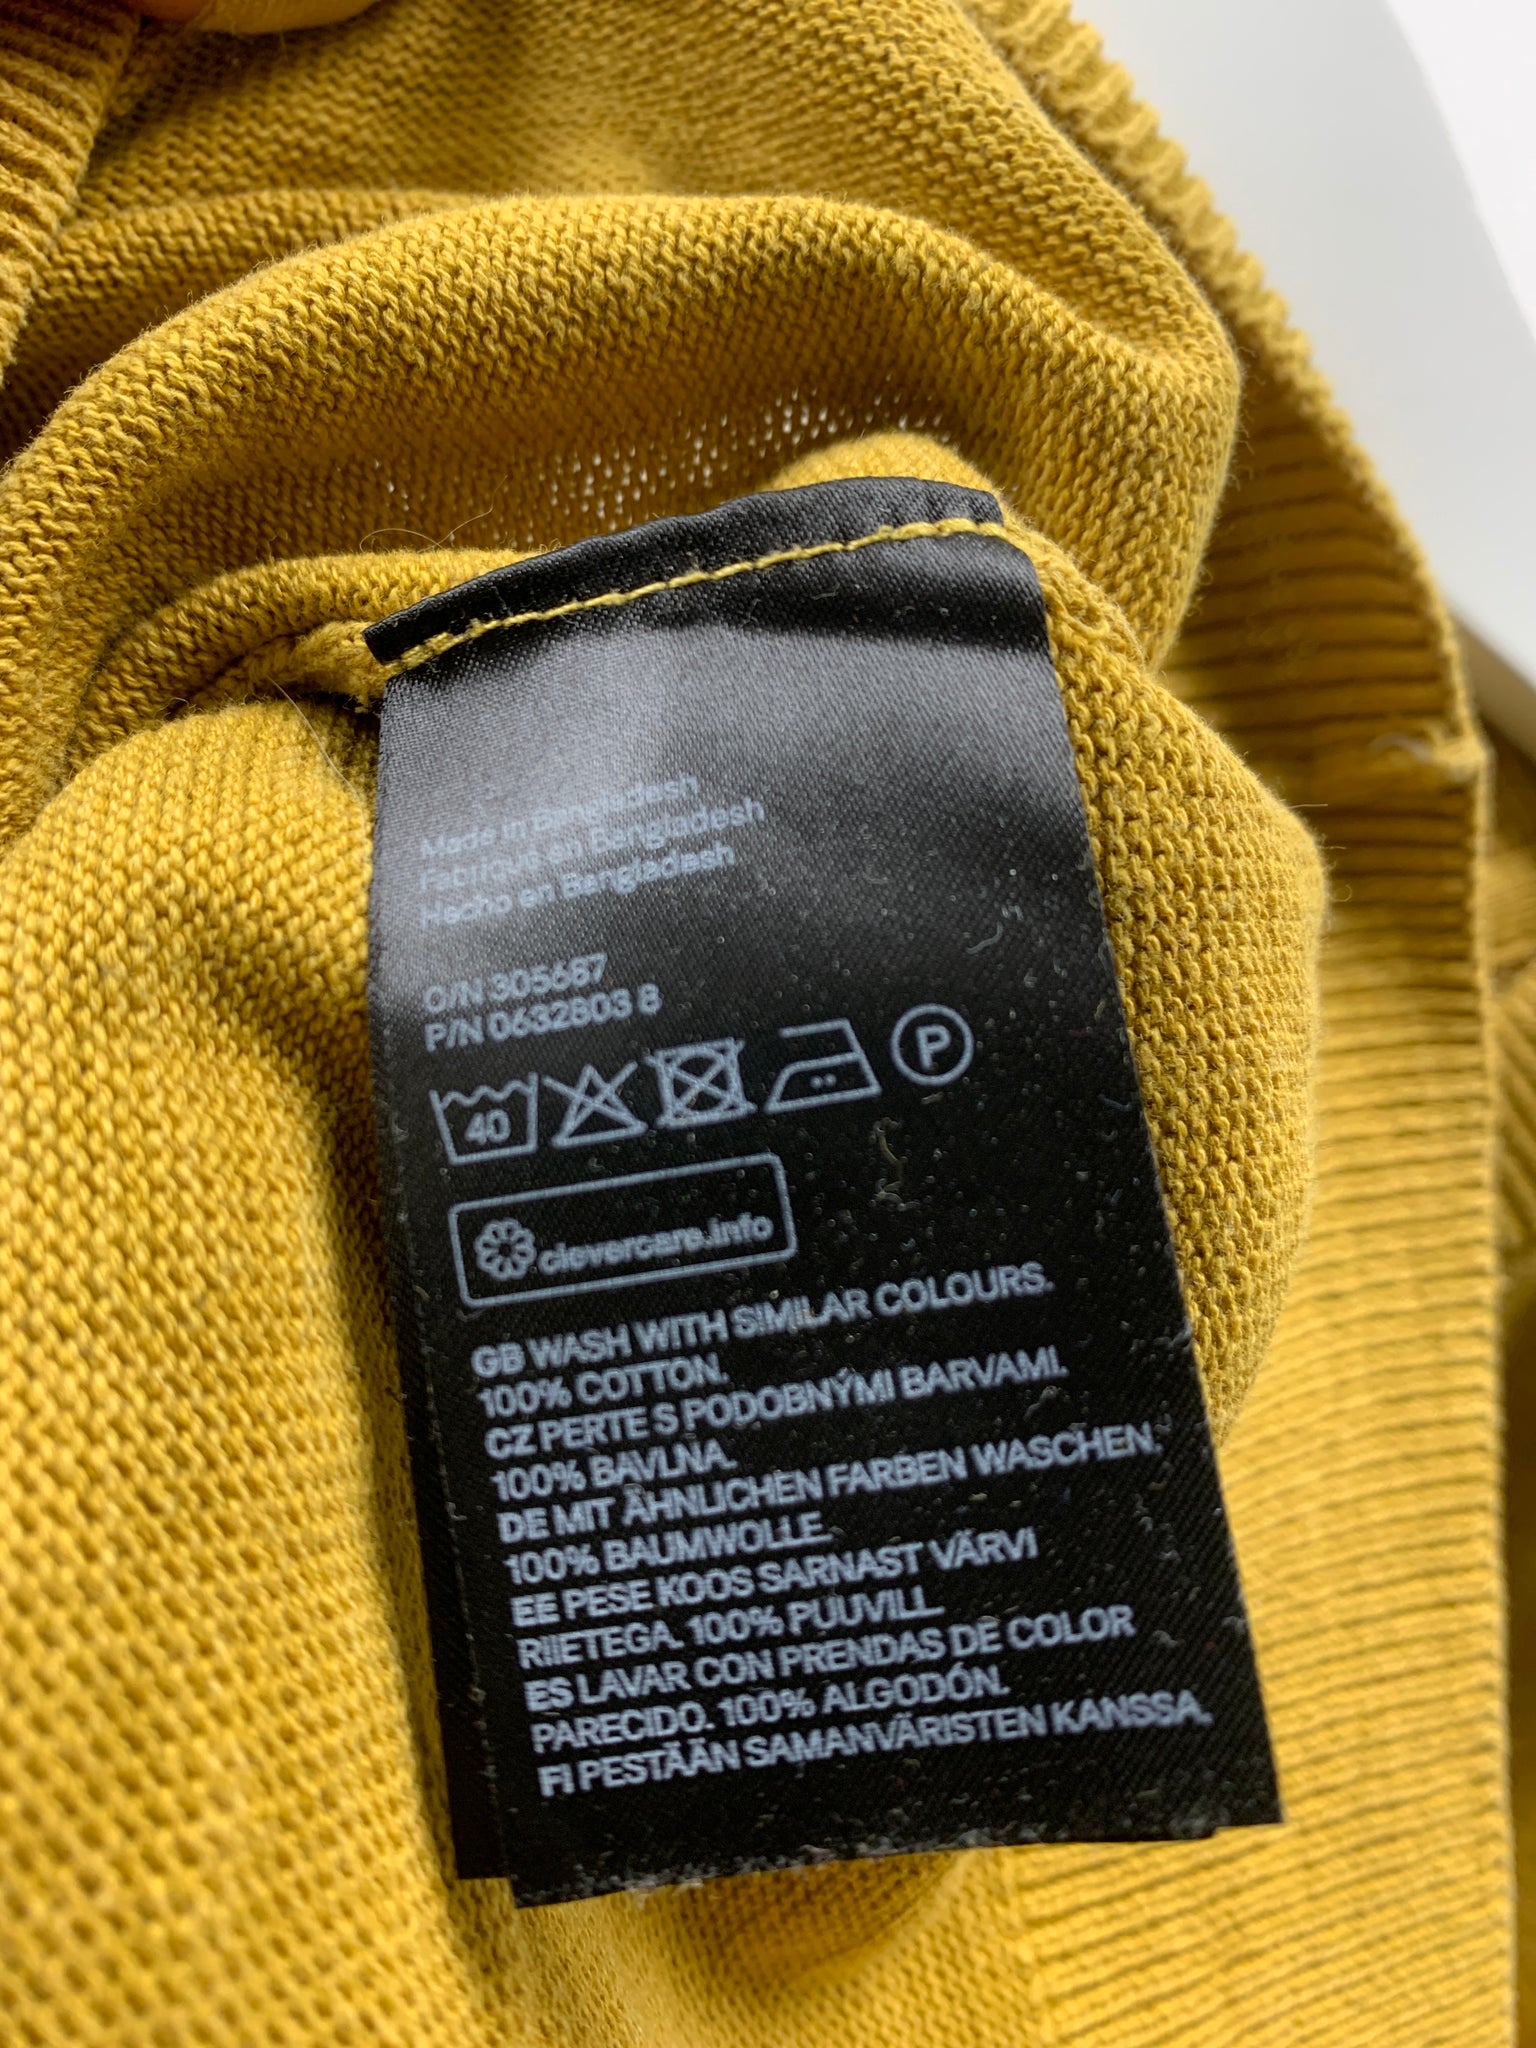 Made in Bangladesh
Fabriqué en Bangladesh
Hecho en Bangladesh
O/N 305687
P/N 0632803 8
40
P
clevercare.info
GB WASH WITH SIMILAR COLOURS.
100% COTTON.
CZ PERTE S PODOBNÝMI BARVAMI.
100% BAVLNA.
DE MIT ÄHNLICHEN FARBEN WASCHEN.
100% BAUMWOLLE.
EE PESE KOOS SARNAST VÄRVI
RIIETEGA. 100% PUUVILL.
ES LAVAR CON PRENDAS DE COLOR
PARECIDO. 100% ALGODÓN.
FI PESTÄÄN SAMANVÄRISTEN KANSSA.